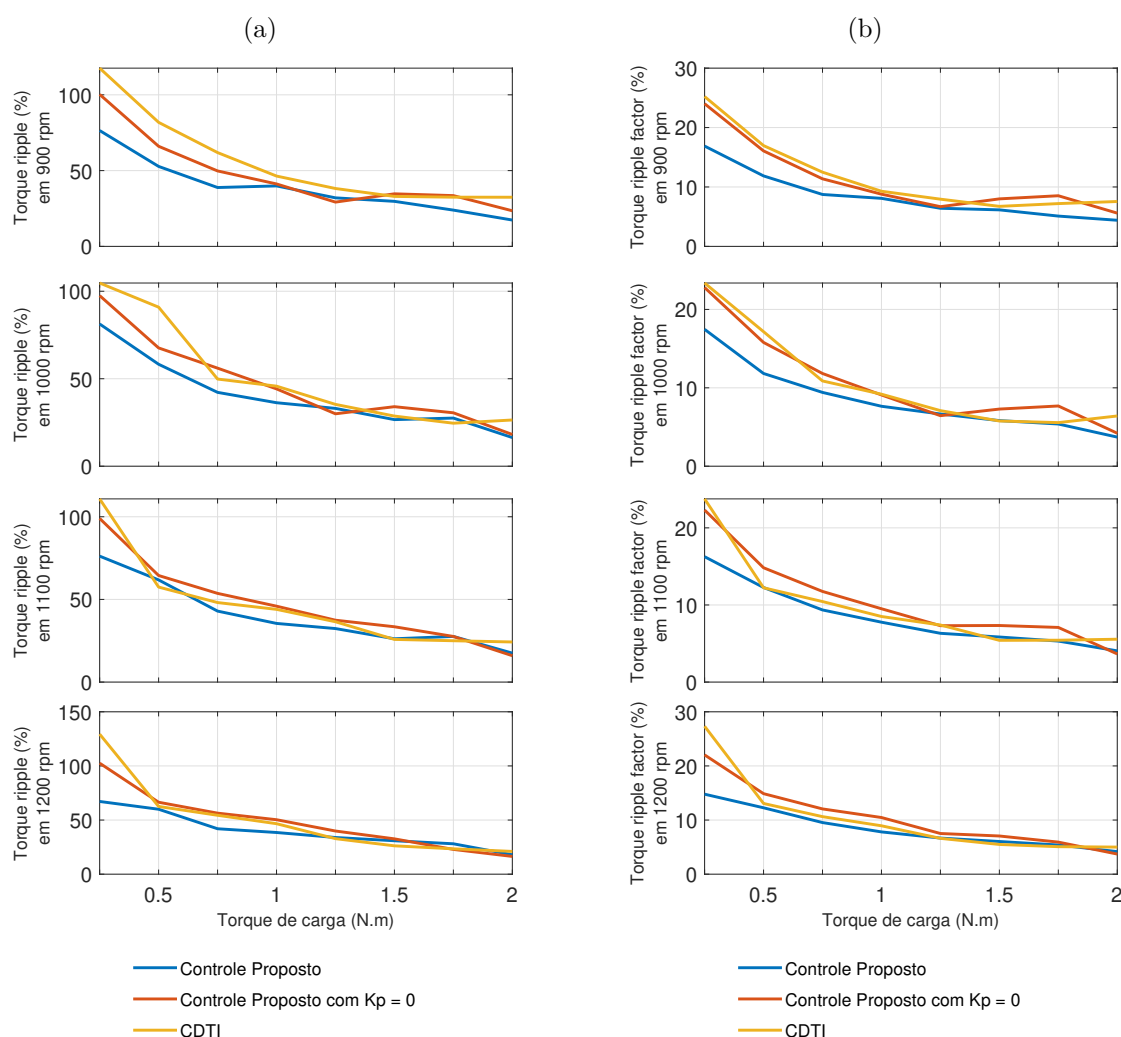 (a)
(b)
Torque ripple (%)
em 900 rpm
100
50
0
Torque ripple factor (%)
em 900 rpm
30
20
10
0
Torque ripple (%)
em 1000 rpm
100
50
0
Torque ripple factor (%)
em 1000 rpm
20
10
0
Torque ripple (%)
em 1100 rpm
100
50
0
Torque ripple factor (%)
em 1100 rpm
20
10
0
Torque ripple (%)
em 1200 rpm
150
100
50
0
0.5 1 1.5 2
Torque de carga (N.m)
Torque ripple factor (%)
em 1200 rpm
30
20
10
0
0.5 1 1.5 2
Torque de carga (N.m)
Controle Proposto
Controle Proposto com Kp = 0
CDTI
Controle Proposto
Controle Proposto com Kp = 0
CDTI